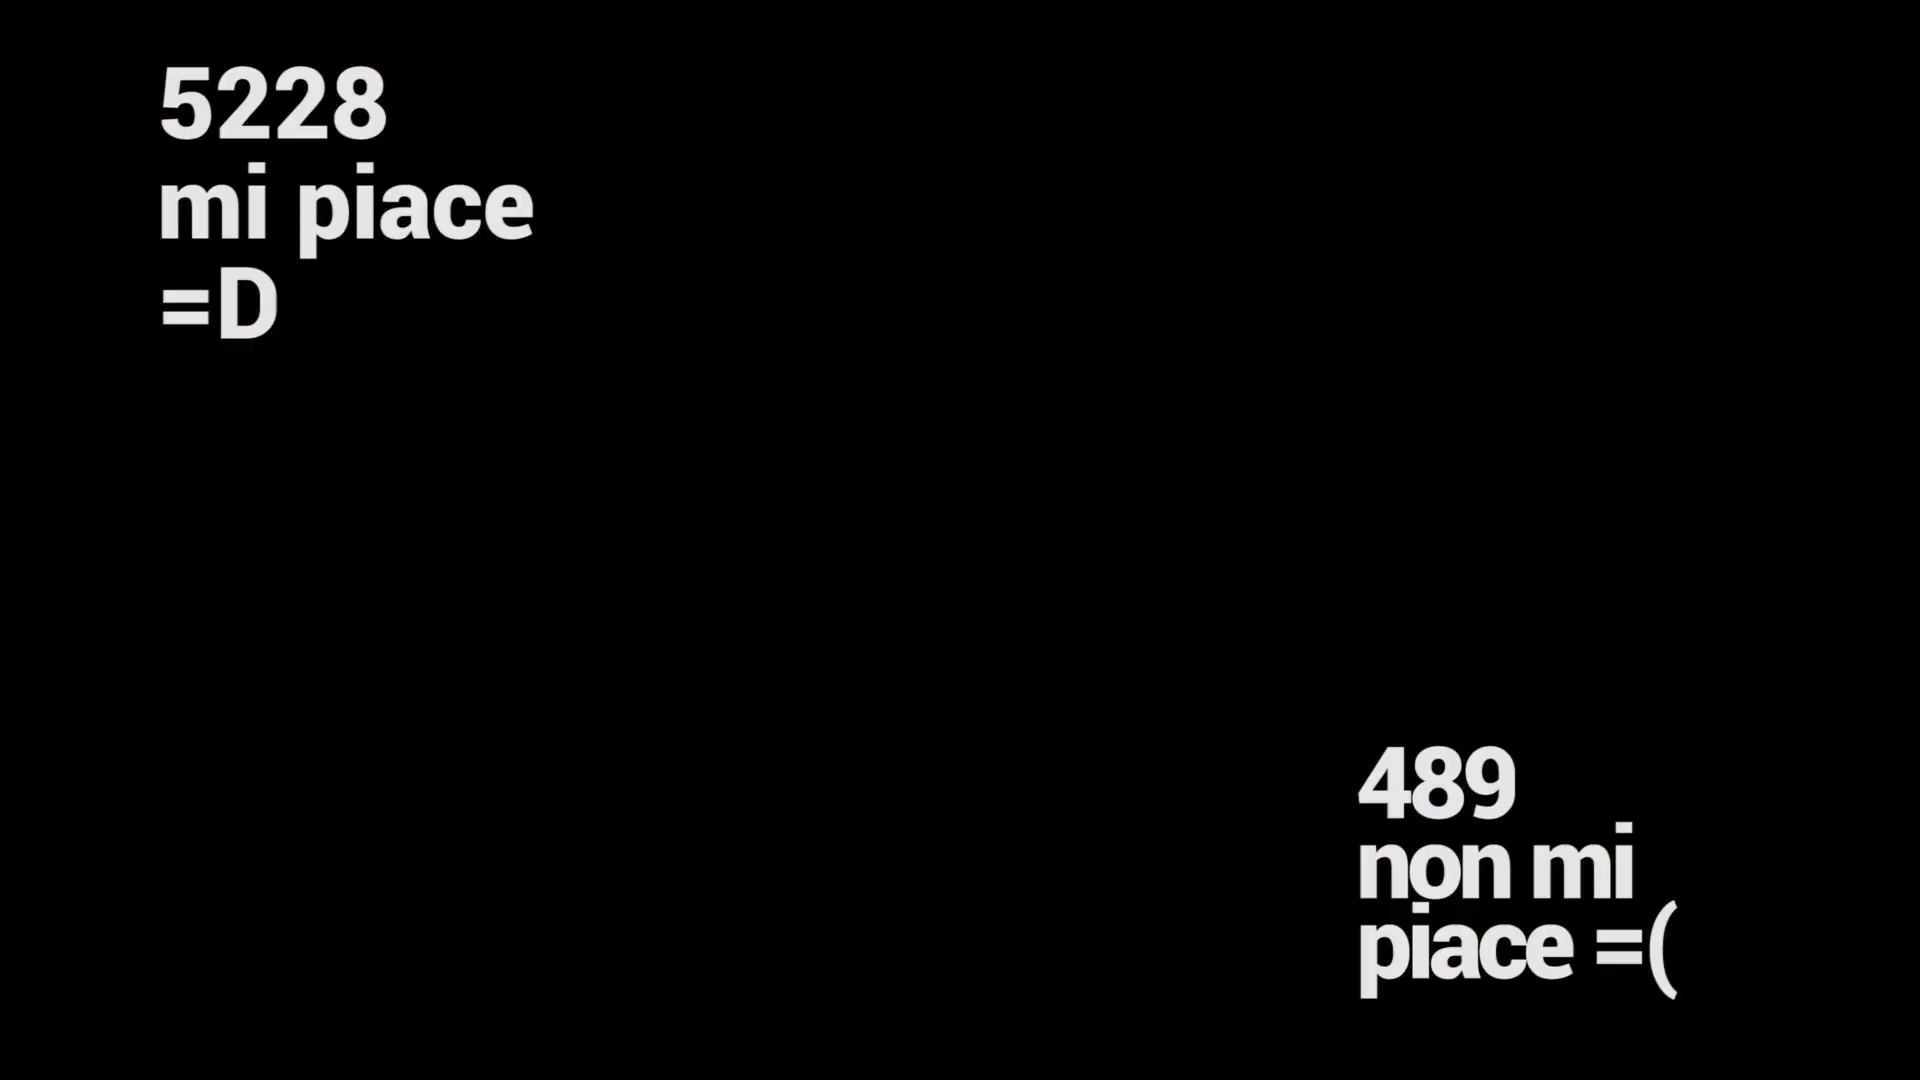 5228
mi piace
=D
489
non mi
piace =(